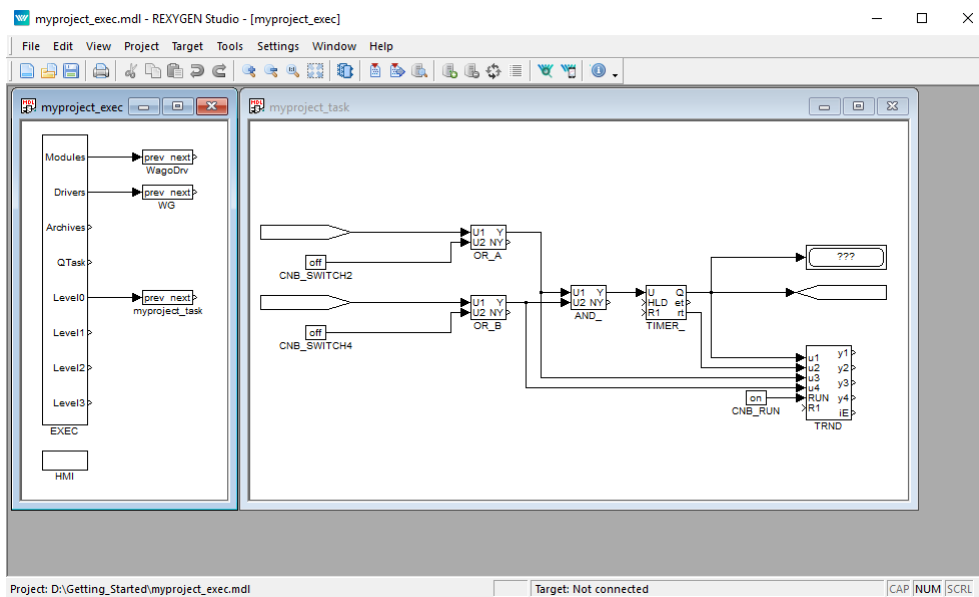 myproject_exec.mdl - REXYGEN Studio - [myproject_exec]
File Edit View Project Target Tools Settings Window Help
myproject_exec
Modules
prev next
WagoDrv
Drivers
prev next
WG
Archives
QTask
Level0
prev next
myproject_task
Level1
Level2
Level3
EXEC
HMI
myproject_task
off
CNB_SWITCH2
U1 Y
U2 NY
OR_A
off
CNB_SWITCH4
U1 Y
U2 NY
OR_B
U1 Y
U2 NY
AND_
U Q
HLD et
R1 rt
TIMER_
???
on
CNB_RUN
u1 y1
u2 y2
u3 y3
u4 y4
RUN iE
R1
TRND
Project: D:\Getting_Started\myproject_exec.mdl
Target: Not connected
CAP NUM SCRL